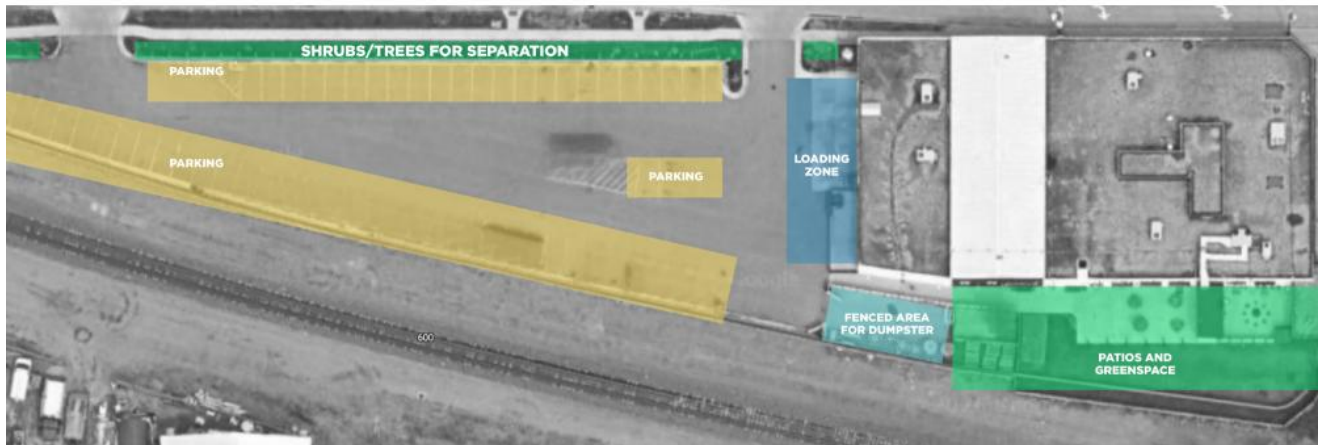 SHRUBS/TREES FOR SEPARATION
PARKING
PARKING
PARKING
LOADING
ZONE
FENCED AREA
FOR DUMPSTER
PATIOS AND
GREENSPACE
600